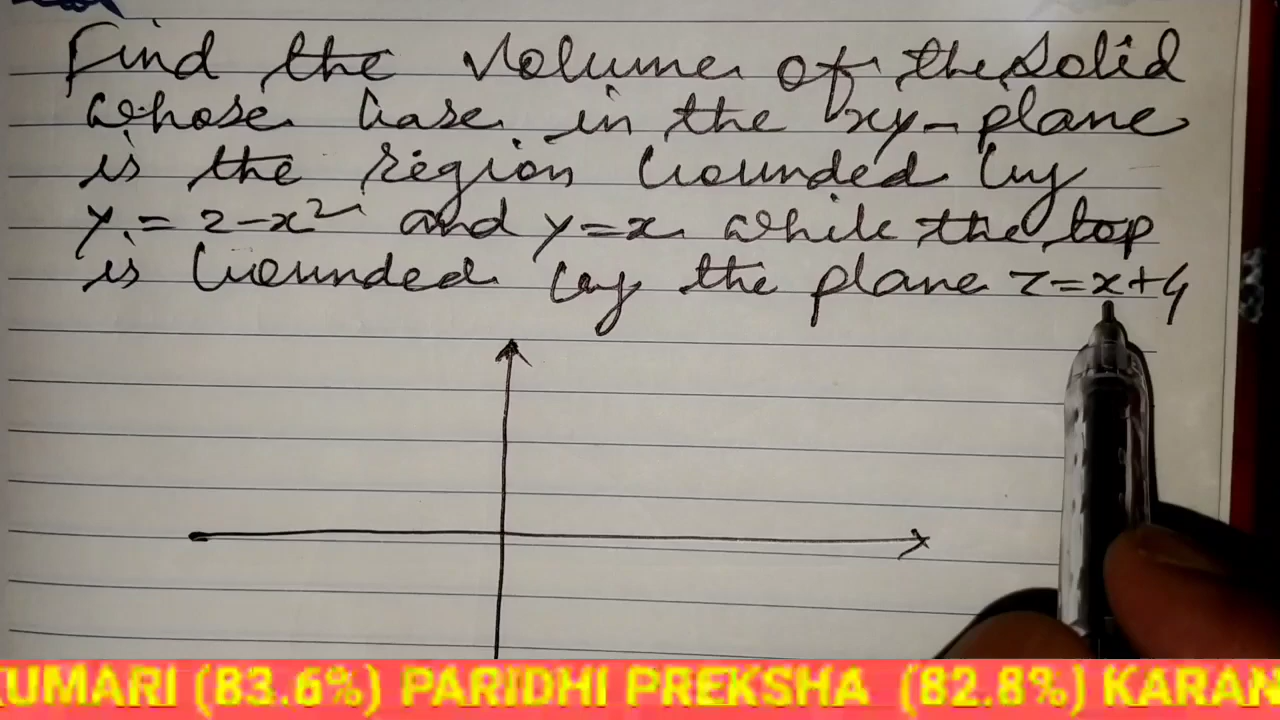 Find the volume of the solid
whose base in the xy-plane
is the region bounded by
y = 2-x² and y=x while the top
is bounded by the plane z=x+4
KUMARI (83.6%) PARIDHI PREKSHA (82.8%) KARAN